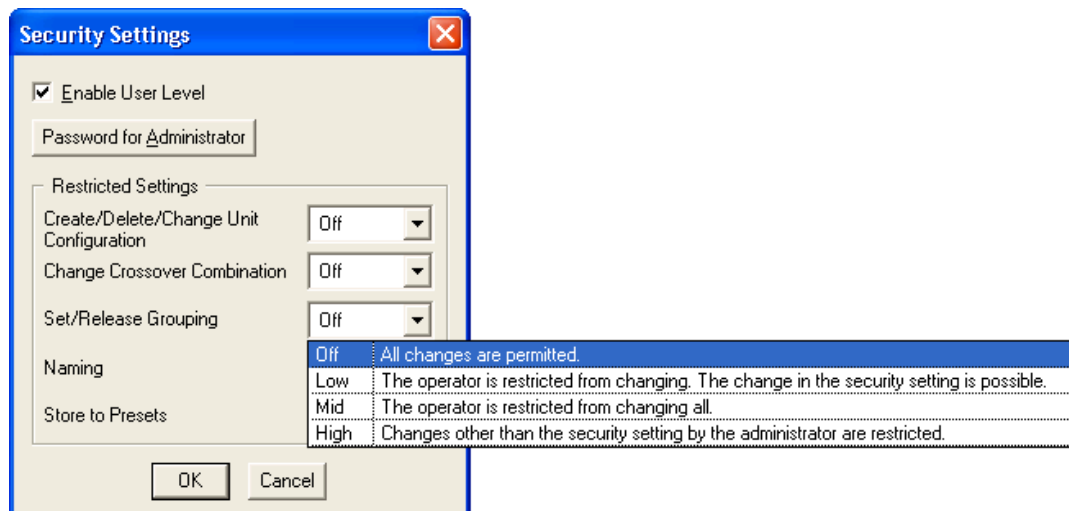 Security Settings
Enable User Level
Password for Administrator
Restricted Settings
Create/Delete/Change Unit
Configuration
Off
Change Crossover Combination
Off
Set/Release Grouping
Off
Naming
Store to Presets
Off All changes are permitted.
Low The operator is restricted from changing. The change in the security setting is possible.
Mid The operator is restricted from changing all.
High Changes other than the security setting by the administrator are restricted.
OK
Cancel